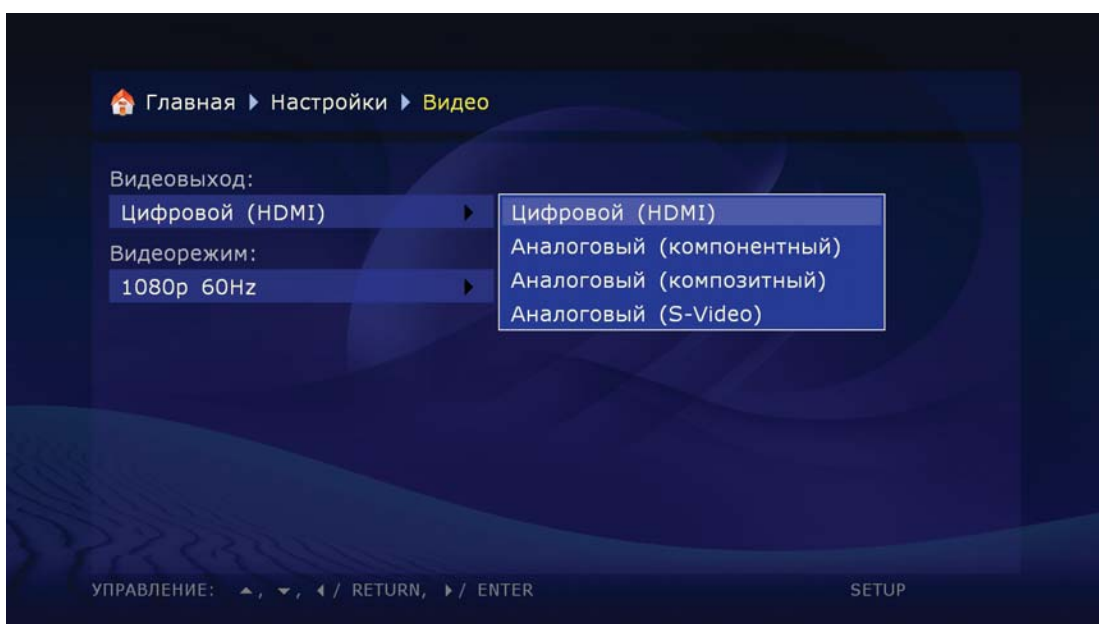 Главная ▶ Настройки ▶ Видео
Видеовыход:
Цифровой (HDMI)
Видеорежим:
1080p 60Hz
Цифровой (HDMI)
Аналоговый (компонентный)
Аналоговый (композитный)
Аналоговый (S-Video)
УПРАВЛЕНИЕ: ▲, ▼, ◀ / RETURN, ▶ / ENTER SETUP